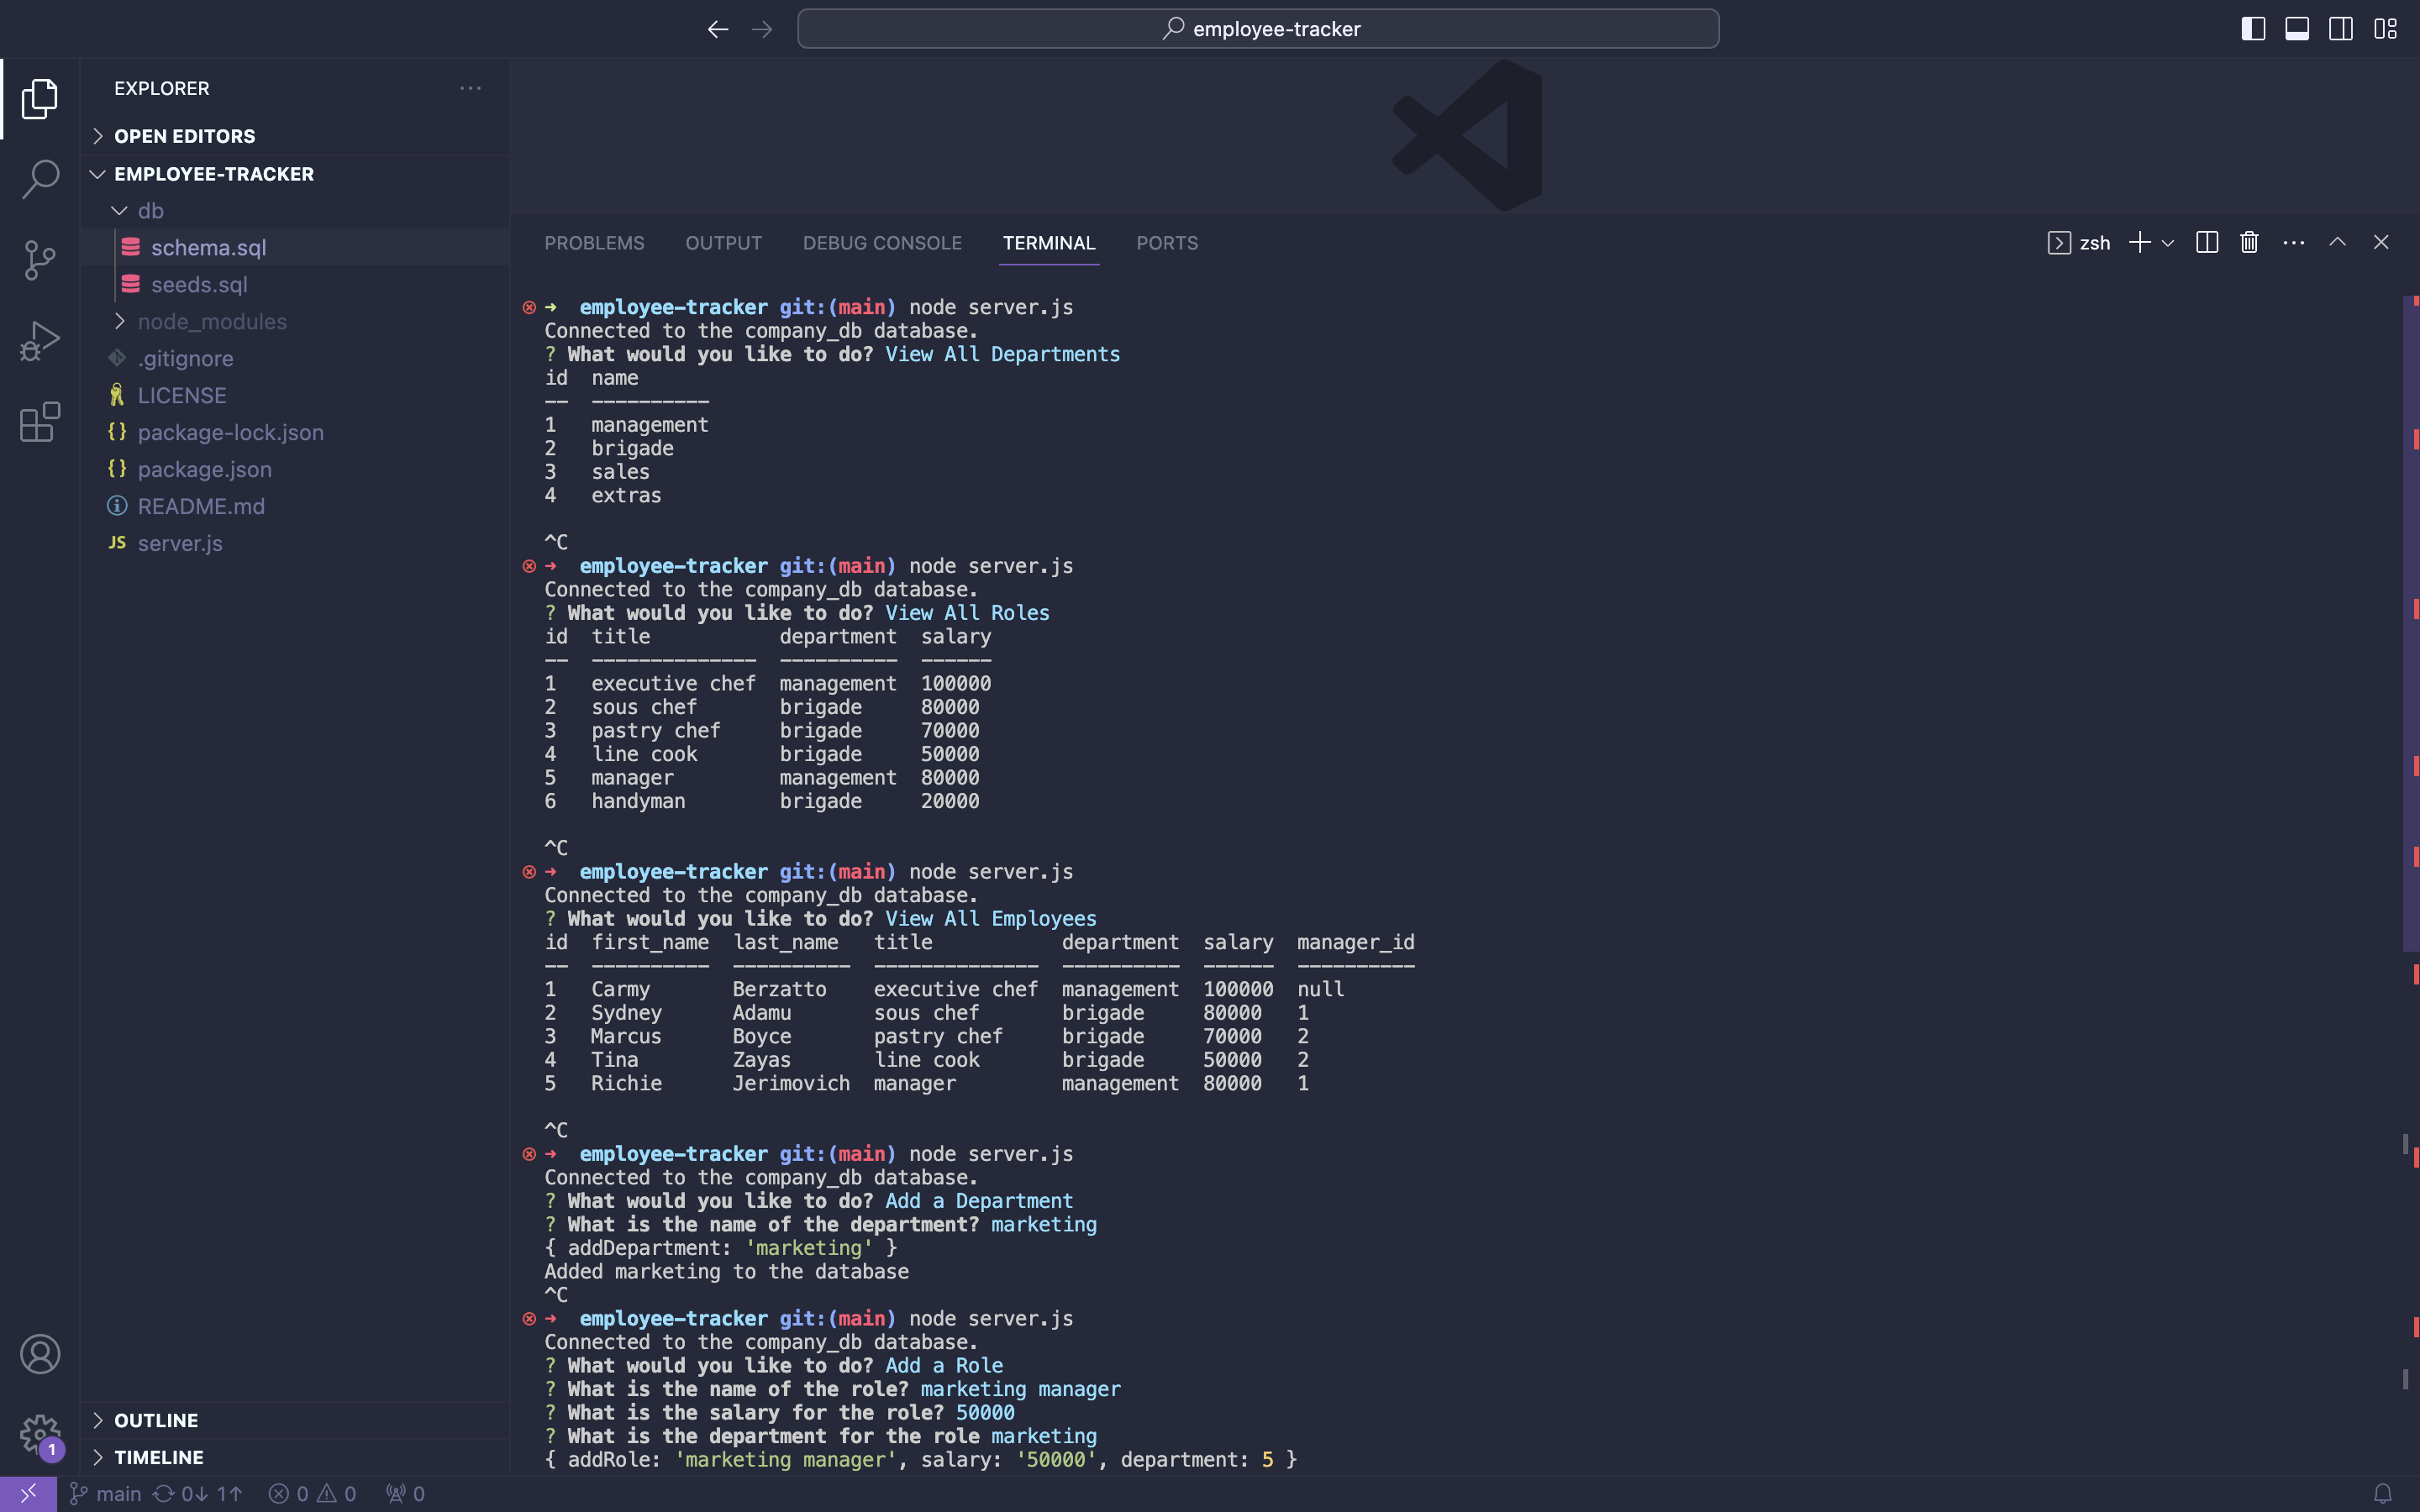 employee-tracker
EXPLORER
OPEN EDITORS
EMPLOYEE-TRACKER
db
schema.sql
seeds.sql
node_modules
.gitignore
LICENSE
{} package-lock.json
{} package.json
README.md
JS server.js
OUTLINE
TIMELINE
1
PROBLEMS OUTPUT DEBUG CONSOLE TERMINAL PORTS
zsh
➜ employee-tracker git:(main) node server.js
Connected to the company_db database.
? What would you like to do? View All Departments
id name
-- ----------
1 management
2 brigade
3 sales
4 extras
^C
➜ employee-tracker git:(main) node server.js
Connected to the company_db database.
? What would you like to do? View All Roles
id title department salary
-- -------------- ---------- ------
1 executive chef management 100000
2 sous chef brigade 80000
3 pastry chef brigade 70000
4 line cook brigade 50000
5 manager management 80000
6 handyman brigade 20000
^C
➜ employee-tracker git:(main) node server.js
Connected to the company_db database.
? What would you like to do? View All Employees
id first_name last_name title department salary manager_id
-- ---------- ---------- -------------- ---------- ------ ----------
1 Carmy Berzatto executive chef management 100000 null
2 Sydney Adamu sous chef brigade 80000 1
3 Marcus Boyce pastry chef brigade 70000 2
4 Tina Zayas line cook brigade 50000 2
5 Richie Jerimovich manager management 80000 1
^C
➜ employee-tracker git:(main) node server.js
Connected to the company_db database.
? What would you like to do? Add a Department
? What is the name of the department? marketing
{ addDepartment: 'marketing' }
Added marketing to the database
^C
➜ employee-tracker git:(main) node server.js
Connected to the company_db database.
? What would you like to do? Add a Role
? What is the name of the role? marketing manager
? What is the salary for the role? 50000
? What is the department for the role marketing
{ addRole: 'marketing manager', salary: '50000', department: 5 }
main 0↓ 1↑ 0 0 0